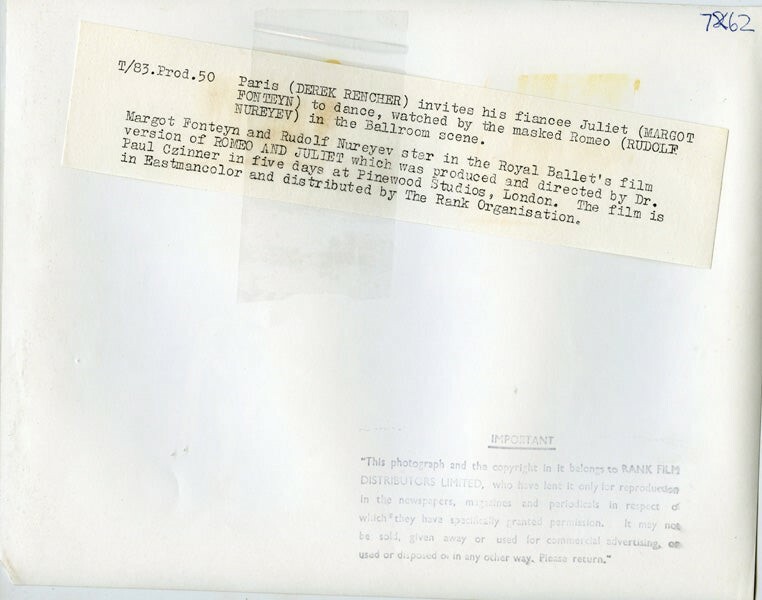 7862
T/83.Prod.50 Paris (DEREK RENCHER) invites his fiancee Juliet (MARGOT
FONTEYN) to dance, watched by the masked Romeo (RUDOLF
NUREYEV) in the Ballroom scene.
Margot Fonteyn and Rudolf Nureyev star in the Royal Ballet's film
version of ROMEO AND JULIET which was produced and directed by Dr.
Paul Czinner in five days at Pinewood Studios, London. The film is
in Eastmancolor and distributed by The Rank Organisation.
IMPORTANT
"This photograph and the copyright in it belongs to RANK FILM
DISTRIBUTORS LIMITED, who have lent it only for reproduction
in the newspapers, magazines and periodicals in respect of
which they have specifically granted permission. It may not
be sold, given away or used for commercial advertising, or
used or disposed of in any other way. Please return."